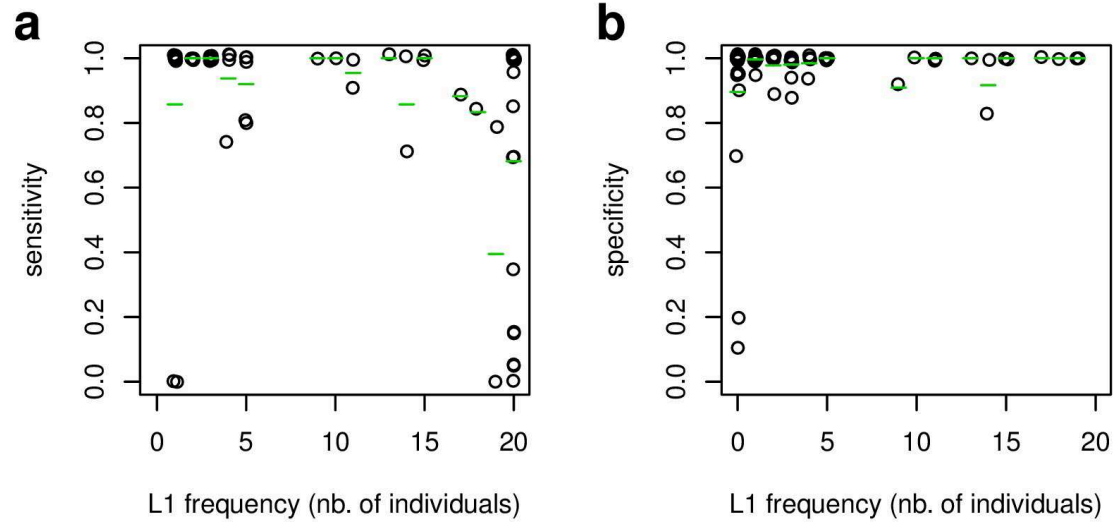 a
b
sensitivity
0.0 0.2 0.4 0.6 0.8 1.0
0 5 10 15 20
L1 frequency (nb. of individuals)
specificity
0.0 0.2 0.4 0.6 0.8 1.0
0 5 10 15 20
L1 frequency (nb. of individuals)